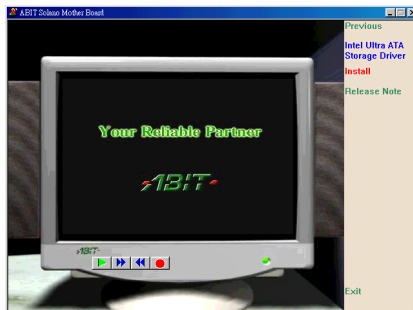 ABIT Solano Mother Board
Previous
Intel Ultra ATA
Storage Driver
Install
Release Note
Your Reliable Partner
ABIT
ABIT
Exit